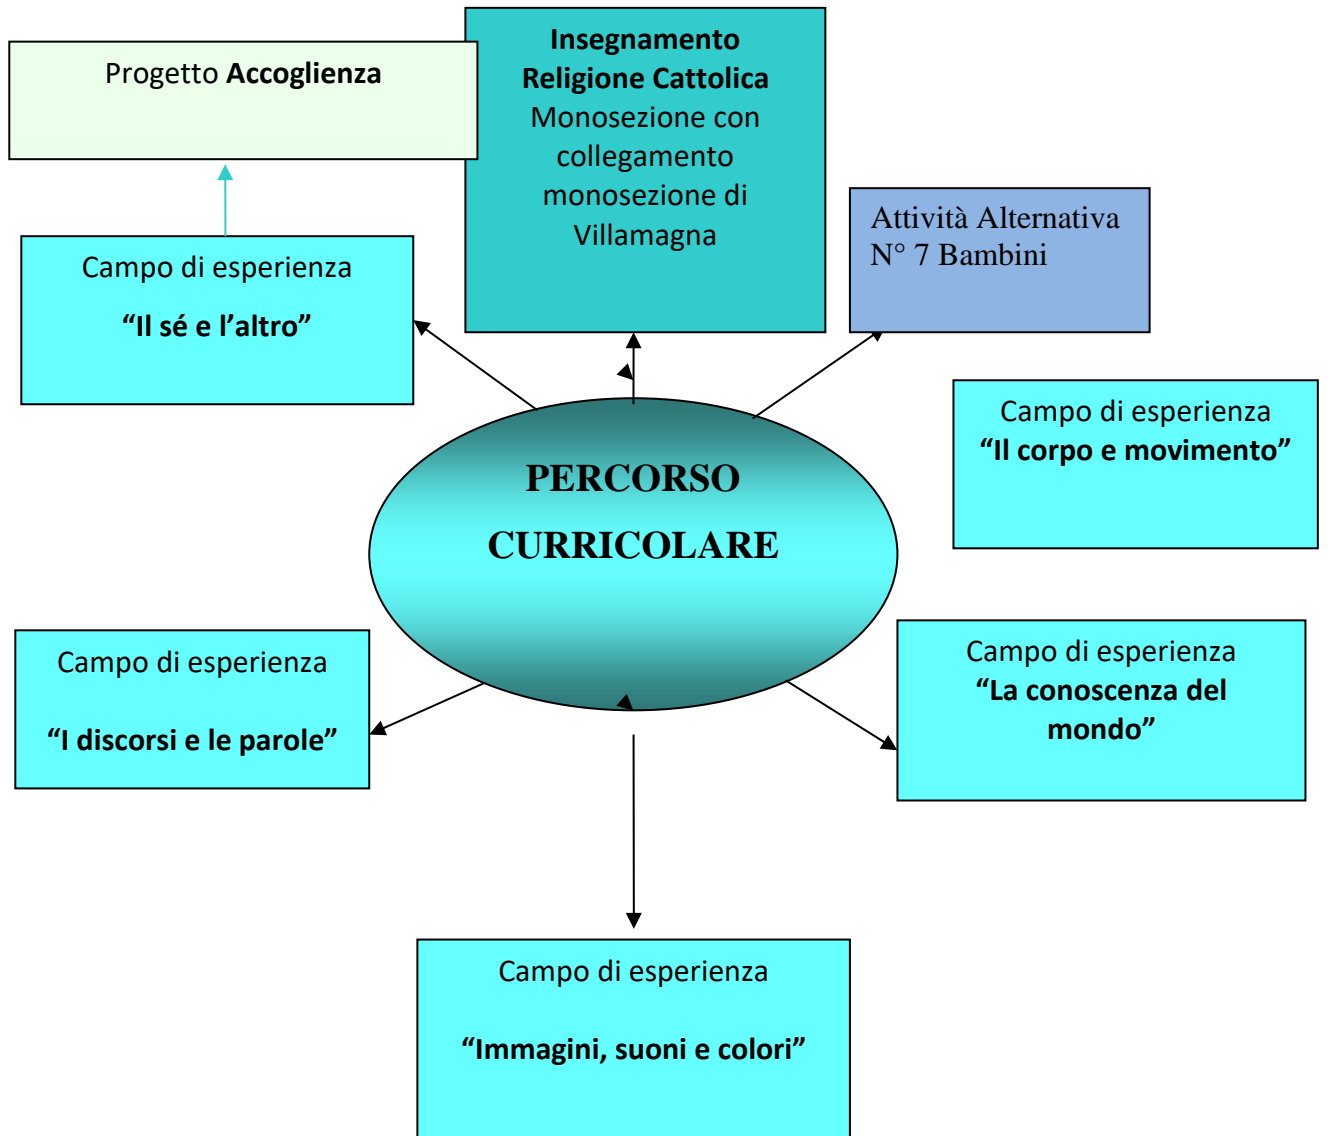 Progetto Accoglienza
Insegnamento
Religione Cattolica
Monosezione con
collegamento
monosezione di
Villamagna
Attività Alternativa
N° 7 Bambini
Campo di esperienza
“Il sé e l’altro”
Campo di esperienza
“Il corpo e movimento”
PERCORSO
CURRICOLARE
Campo di esperienza
“I discorsi e le parole”
Campo di esperienza
“La conoscenza del
mondo”
Campo di esperienza
“Immagini, suoni e colori”